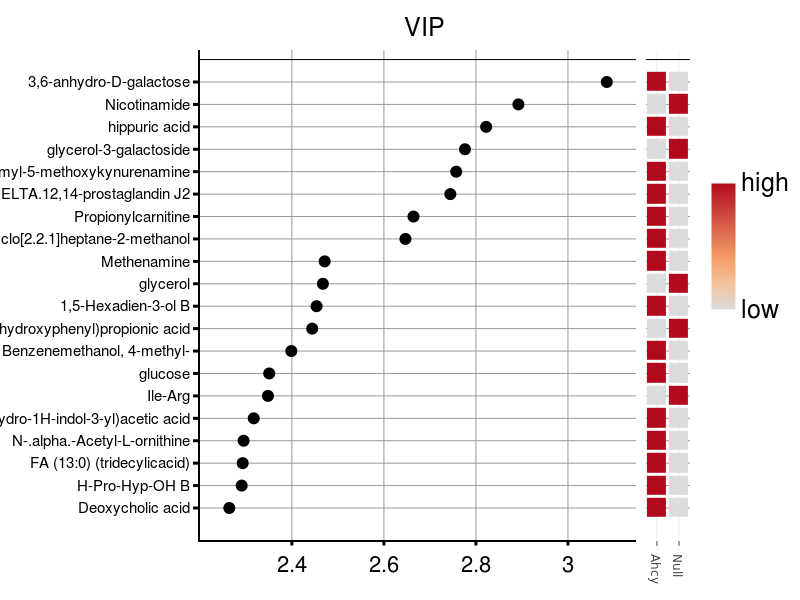 VIP
3,6-anhydro-D-galactose
Nicotinamide
hippuric acid
glycerol-3-galactoside
myl-5-methoxykynurenamine
ELTA.12,14-prostaglandin J2
Propionylcarnitine
clo[2.2.1]heptane-2-methanol
Methenamine
glycerol
1,5-Hexadien-3-ol B
hydroxyphenyl)propionic acid
Benzenemethanol, 4-methyl-
glucose
Ile-Arg
ydro-1H-indol-3-yl)acetic acid
N-.alpha.-Acetyl-L-ornithine
FA (13:0) (tridecylicacid)
H-Pro-Hyp-OH B
Deoxycholic acid
2.4 2.6 2.8 3
Ahcy
Null
high
low